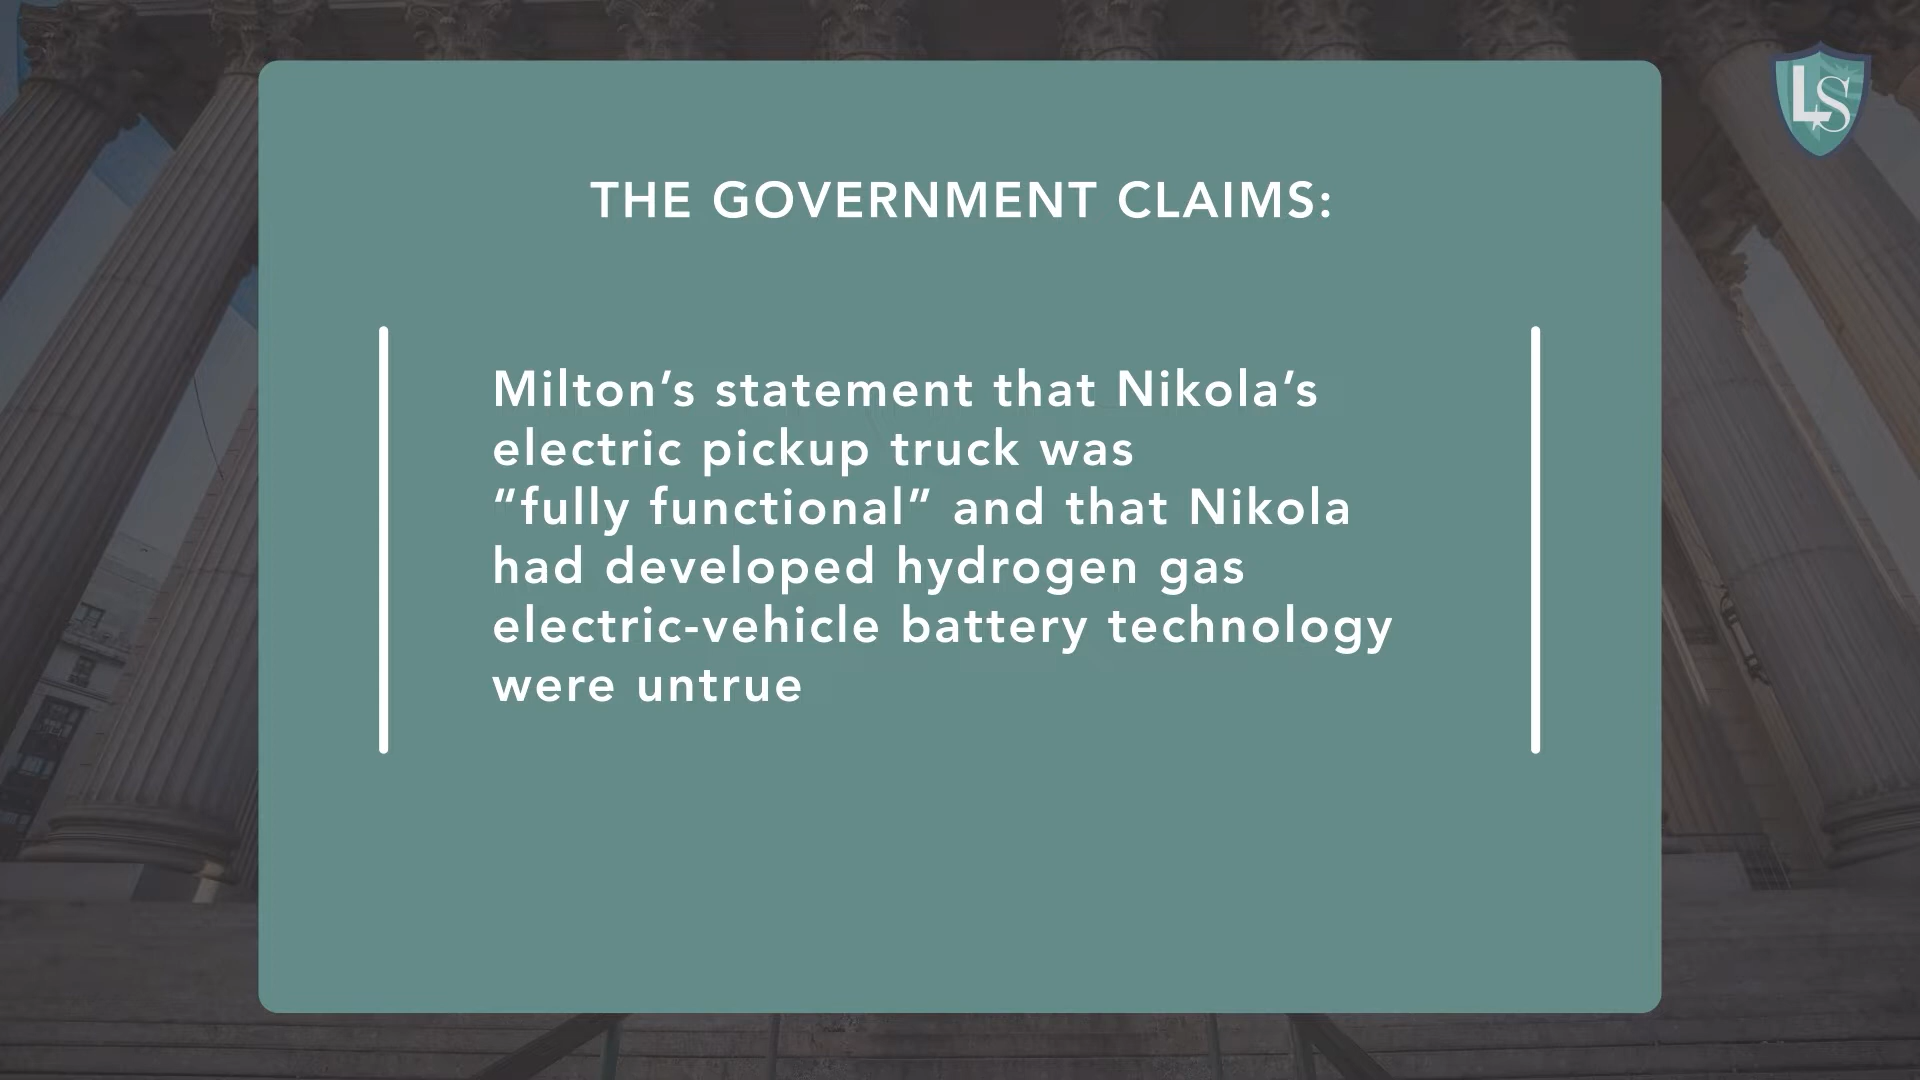 LS
THE GOVERNMENT CLAIMS:
Milton’s statement that Nikola’s
electric pickup truck was
“fully functional” and that Nikola
had developed hydrogen gas
electric-vehicle battery technology
were untrue